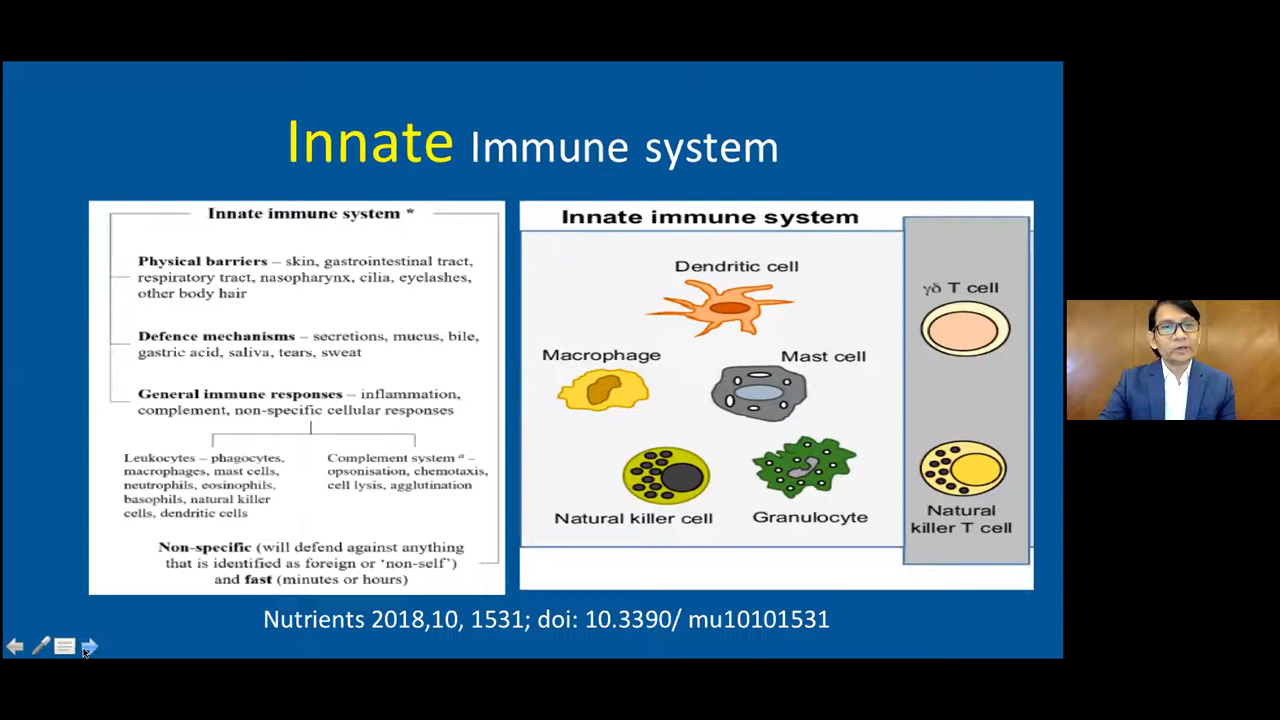 Innate Immune system
Innate immune system *
Physical barriers – skin, gastrointestinal tract,
respiratory tract, nasopharynx, cilia, eyelashes,
other body hair
Defence mechanisms – secretions, mucus, bile,
gastric acid, saliva, tears, sweat
General immune responses – inflammation,
complement, non-specific cellular responses
Leukocytes – phagocytes,
macrophages, mast cells,
neutrophils, eosinophils,
basophils, natural killer
cells, dendritic cells
Complement system a –
opsonisation, chemotaxis,
cell lysis, agglutination
Non-specific (will defend against anything
that is identified as foreign or ‘non-self’)
and fast (minutes or hours)
Innate immune system
Dendritic cell
Macrophage
Mast cell
Natural killer cell
Granulocyte
γδ T cell
Natural
killer T cell
Nutrients 2018,10, 1531; doi: 10.3390/ mu10101531